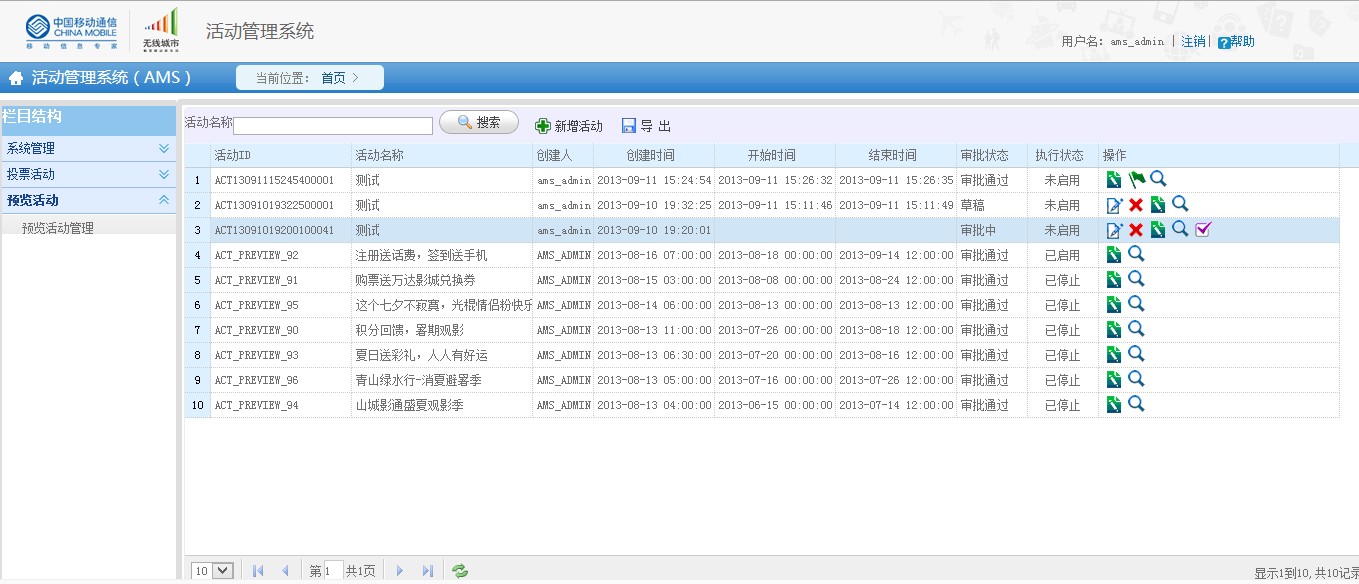 中国移动通信
CHINA MOBILE
移动信息专家
无线城市
活动管理系统
用户名: ams_admin | 注销| 帮助
活动管理系统 ( AMS )
当前位置: 首页 >
栏目结构
系统管理
投票活动
预览活动
预览活动管理
活动名称 搜索 新增活动 导 出
活动ID 活动名称 创建人 创建时间 开始时间 结束时间 审批状态 执行状态 操作
1 ACT13091115245400001 测试 ams_admin 2013-09-11 15:24:54 2013-09-11 15:26:32 2013-09-11 15:26:35 审批通过 未启用
2 ACT13091019322500001 测试 ams_admin 2013-09-10 19:32:25 2013-09-11 15:11:46 2013-09-11 15:11:49 草稿 未启用
3 ACT13091019200100041 测试 ams_admin 2013-09-10 19:20:01 审批中 未启用
4 ACT_PREVIEW_92 注册送话费，签到送手机 AMS_ADMIN 2013-08-16 07:00:00 2013-08-18 00:00:00 2013-09-14 12:00:00 审批通过 已启用
5 ACT_PREVIEW_91 购票送万达影城兑换券 AMS_ADMIN 2013-08-15 03:00:00 2013-08-08 00:00:00 2013-08-24 12:00:00 审批通过 已停止
6 ACT_PREVIEW_95 这个七夕不寂寞，光棍情侣粉快乐 AMS_ADMIN 2013-08-14 06:00:00 2013-08-13 00:00:00 2013-08-13 12:00:00 审批通过 已停止
7 ACT_PREVIEW_90 积分回馈，暑期观影 AMS_ADMIN 2013-08-13 11:00:00 2013-07-26 00:00:00 2013-08-18 12:00:00 审批通过 已停止
8 ACT_PREVIEW_93 夏日送彩礼，人人有好运 AMS_ADMIN 2013-08-13 06:30:00 2013-07-20 00:00:00 2013-08-16 12:00:00 审批通过 已停止
9 ACT_PREVIEW_96 青山绿水行-消夏避暑季 AMS_ADMIN 2013-08-13 05:00:00 2013-07-16 00:00:00 2013-07-26 12:00:00 审批通过 已停止
10 ACT_PREVIEW_94 山城影通盛夏观影季 AMS_ADMIN 2013-08-13 04:00:00 2013-06-15 00:00:00 2013-07-14 12:00:00 审批通过 已停止
10 第 1 共1页 显示1到10, 共10记录